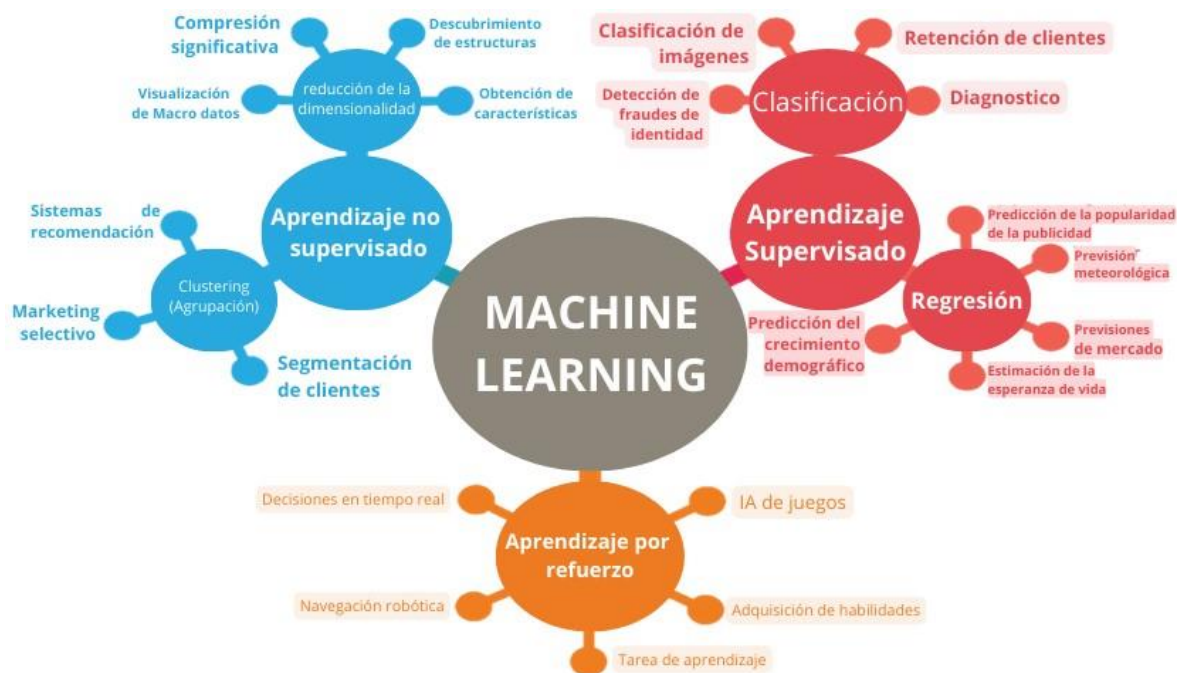 Compresión
significativa
Descubrimiento
de estructuras
Visualización
de Macro datos
reducción de la
dimensionalidad
Obtención de
características
Aprendizaje no
supervisado
Sistemas de
recomendación
Clustering
(Agrupación)
Marketing
selectivo
Segmentación
de clientes
MACHINE
LEARNING
Clasificación de
imágenes
Retención de clientes
Detección de
fraudes de
identidad
Clasificación
Diagnostico
Aprendizaje
Supervisado
Predicción de la popularidad
de la publicidad
Previsión
meteorológica
Regresión
Predicción del
crecimiento
demográfico
Previsiones
de mercado
Estimación de la
esperanza de vida
Decisiones en tiempo real
IA de juegos
Aprendizaje por
refuerzo
Navegación robótica
Adquisición de habilidades
Tarea de aprendizaje